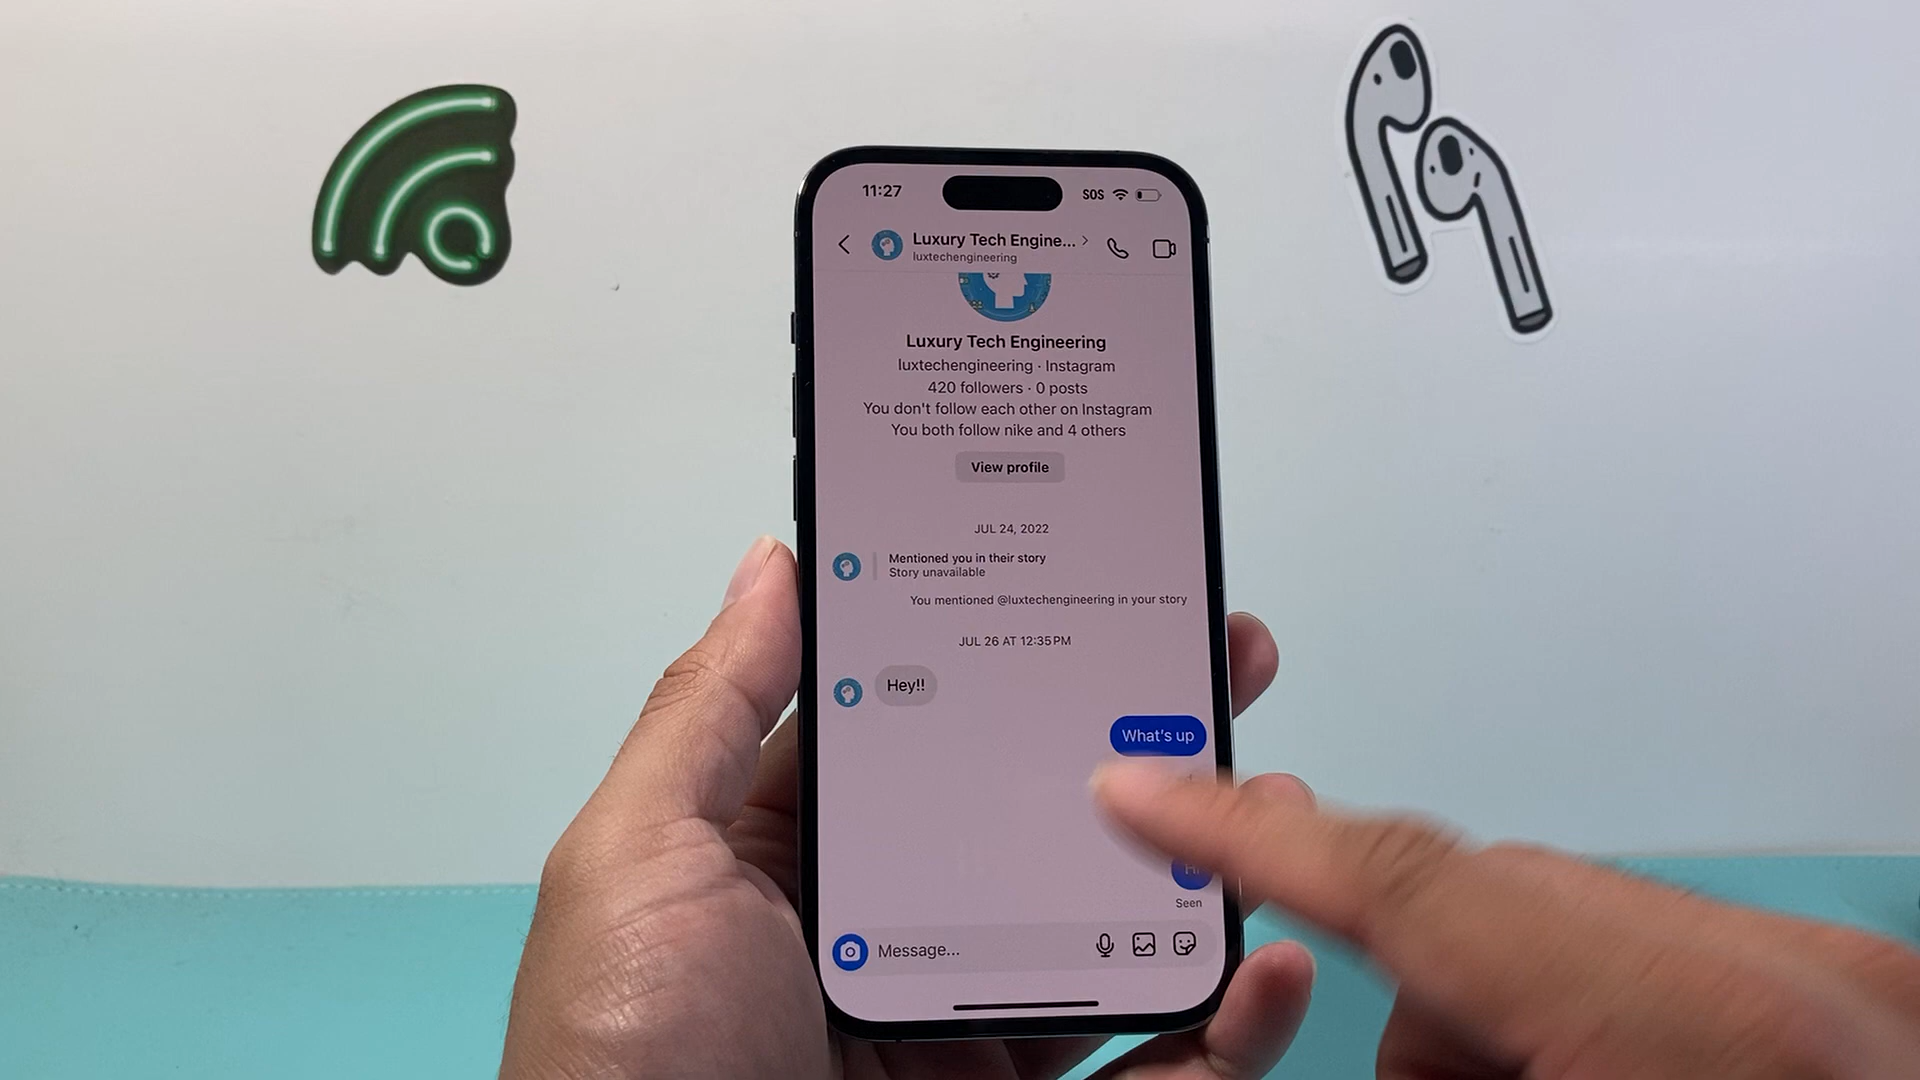 11:27
SOS
Luxury Tech Engine...
luxtechengineering
Luxury Tech Engineering
luxtechengineering · Instagram
420 followers · 0 posts
You don't follow each other on Instagram
You both follow nike and 4 others
View profile
JUL 24, 2022
Mentioned you in their story
Story unavailable
You mentioned @luxtechengineering in your story
JUL 26 AT 12:35 PM
Hey!!
What's up
Seen
Message...